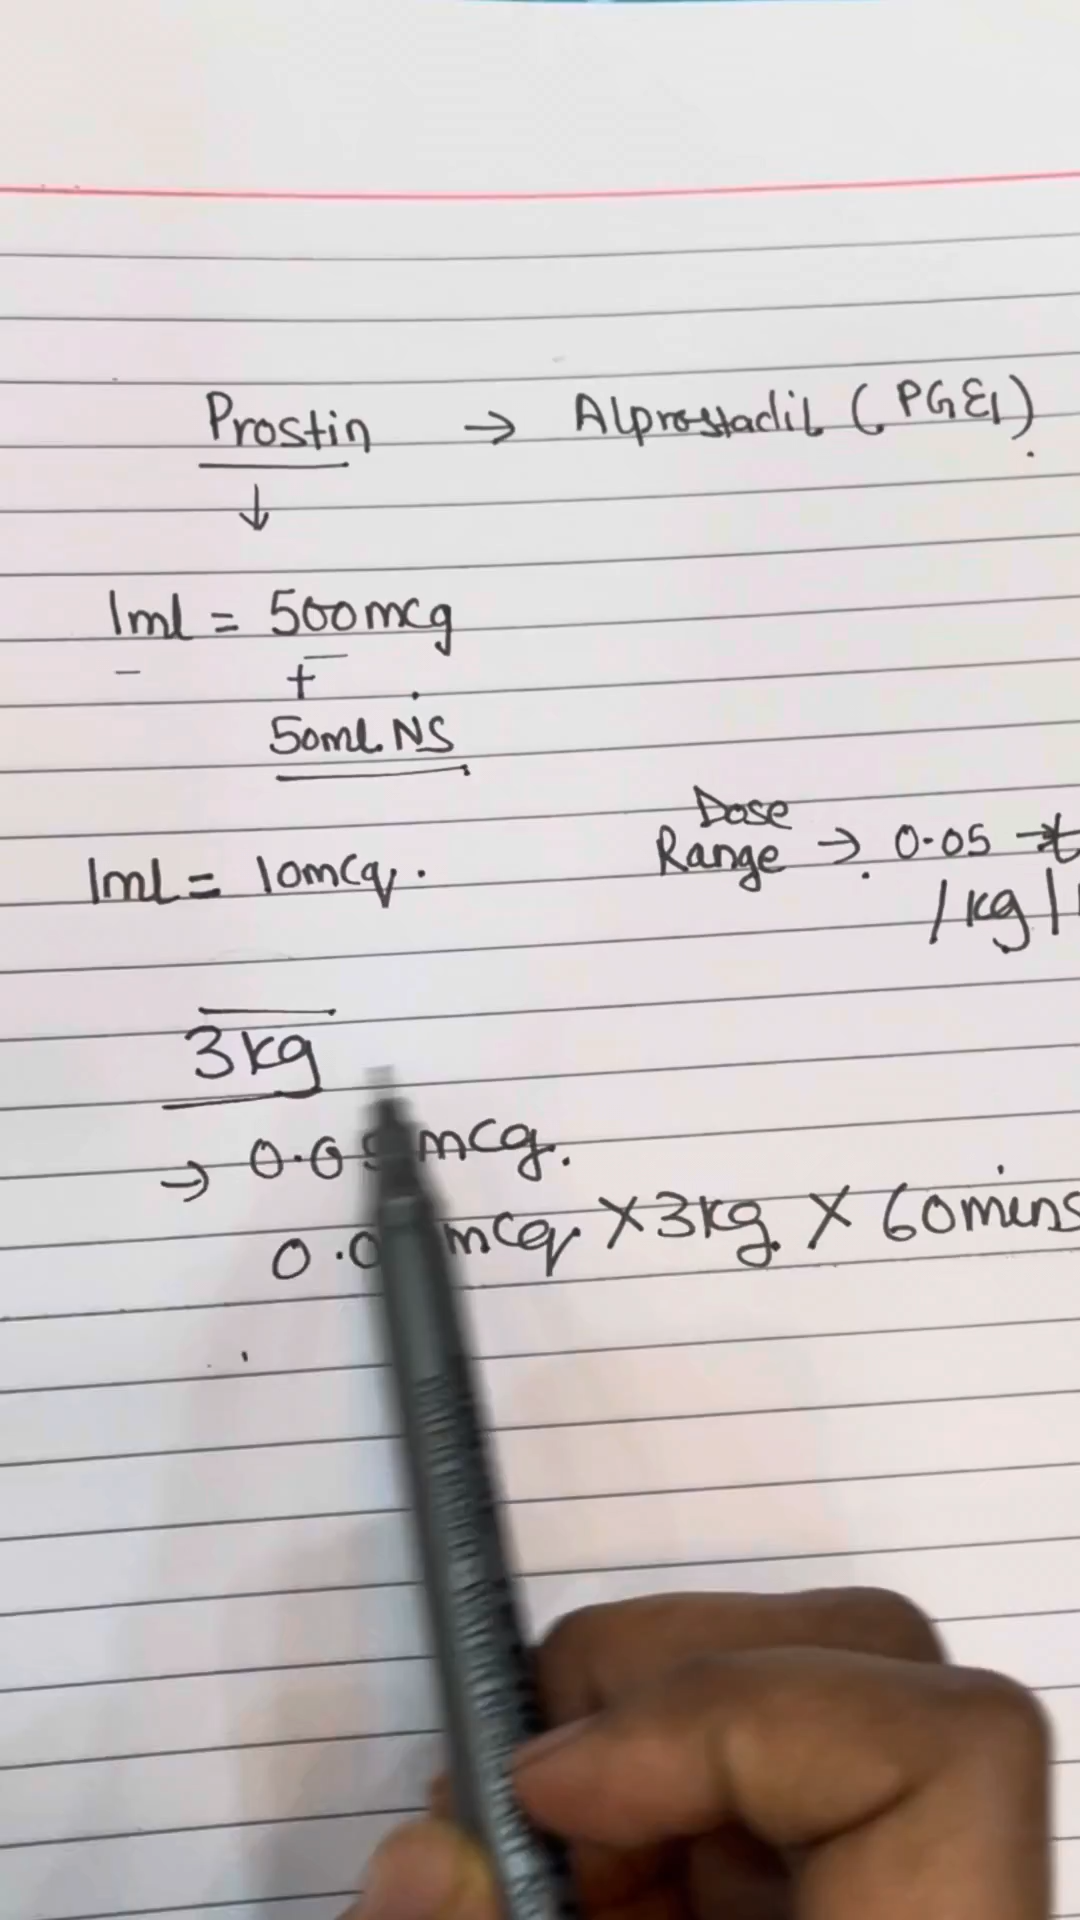 Prostin → Alprostadil (PGE1)
↓
1ml = 500mcg
+
50ml NS
Dose
1ml = 10mcg.
Range → 0.05 →
/kg/
3kg
→ 0.0 mcg.
0.0 mcg X 3kg X 60mins